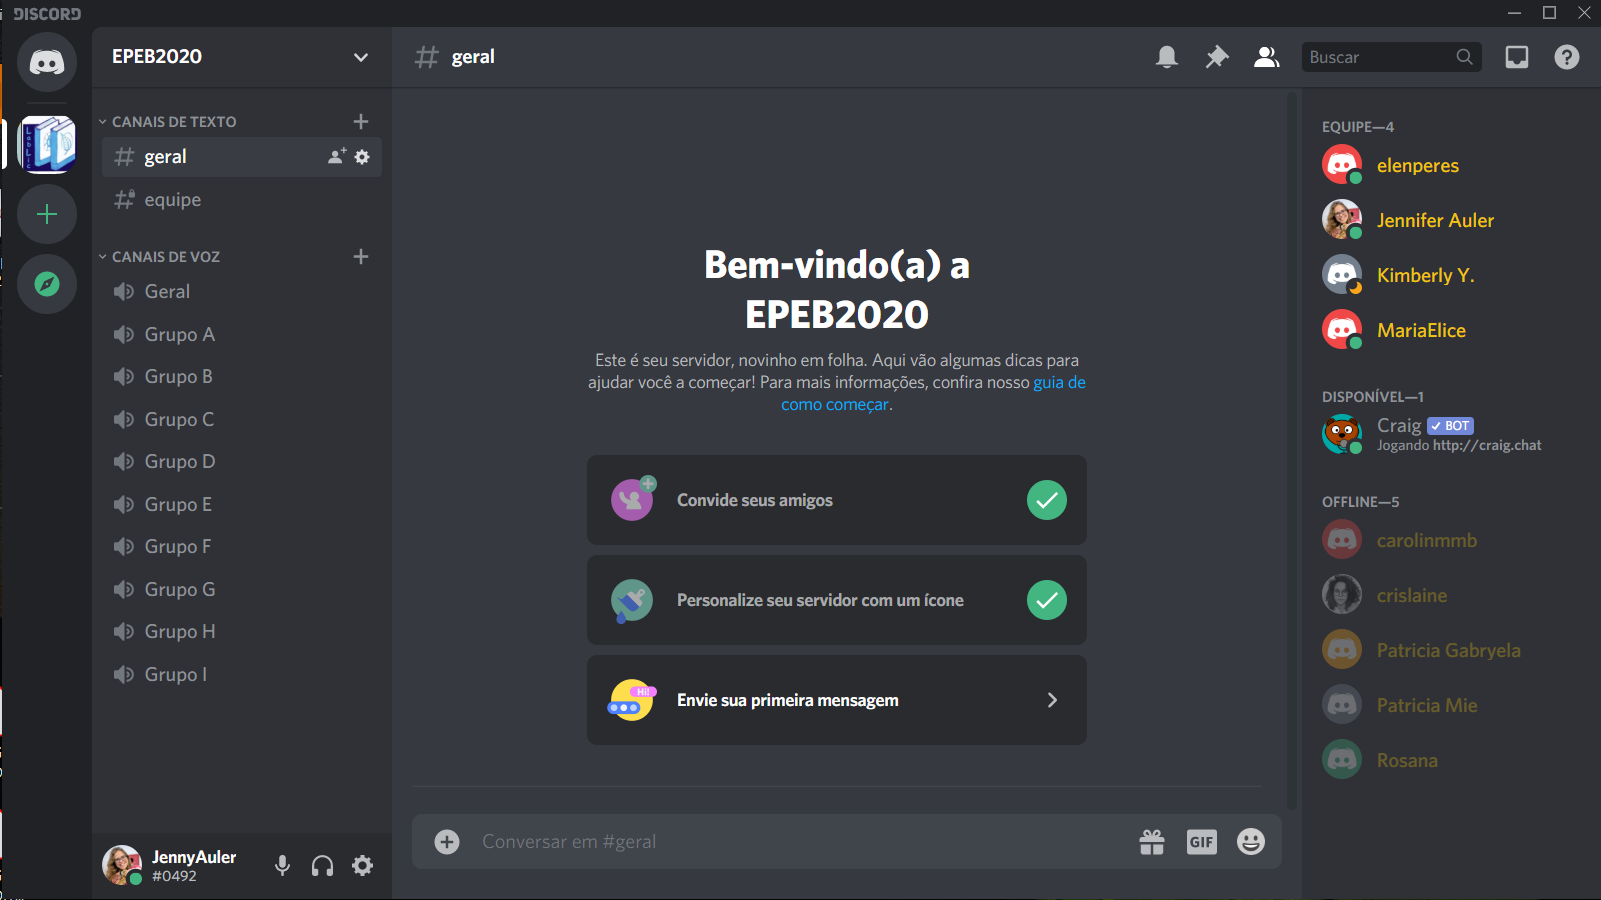 DISCORD
EPEB2020
CANAIS DE TEXTO
geral
equipe
CANAIS DE VOZ
Geral
Grupo A
Grupo B
Grupo C
Grupo D
Grupo E
Grupo F
Grupo G
Grupo H
Grupo I
JennyAuler
#0492
geral
Buscar
Bem-vindo(a) a
EPEB2020
Este é seu servidor, novinho em folha. Aqui vão algumas dicas para
ajudar você a começar! Para mais informações, confira nosso guia de
como começar.
Convide seus amigos
Personalize seu servidor com um ícone
Hi!
Envie sua primeira mensagem
Conversar em #geral
GIF
EQUIPE—4
elenperes
Jennifer Auler
Kimberly Y.
MariaElice
DISPONÍVEL—1
Craig BOT
Jogando http://craig.chat
OFFLINE—5
carolinmmb
crislaine
Patricia Gabryela
Patricia Mie
Rosana